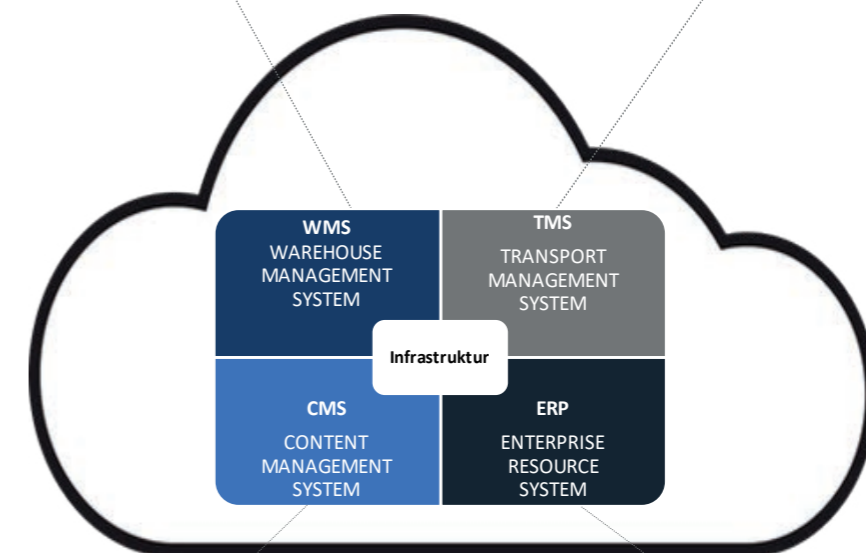 WMS
WAREHOUSE
MANAGEMENT
SYSTEM
TMS
TRANSPORT
MANAGEMENT
SYSTEM
Infrastruktur
CMS
CONTENT
MANAGEMENT
SYSTEM
ERP
ENTERPRISE
RESOURCE
SYSTEM